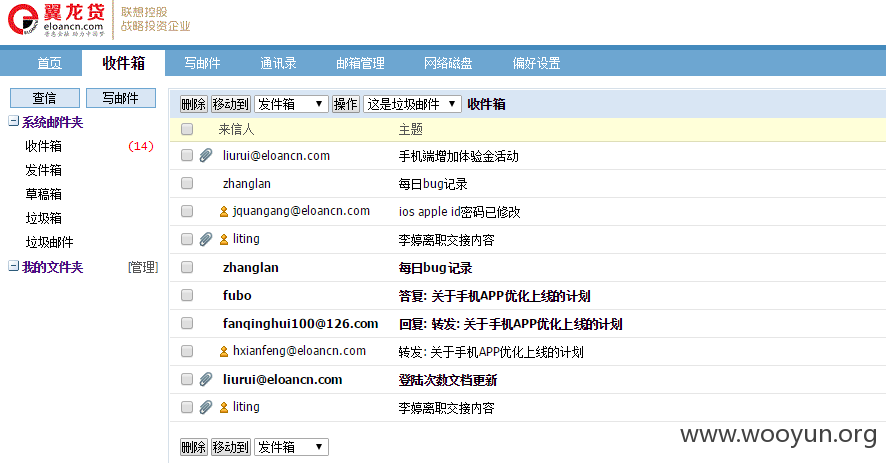 翼龙贷
eloancn.com
普惠金融 助力中国梦
联想控股
战略投资企业
首页 收件箱 写邮件 通讯录 邮箱管理 网络磁盘 偏好设置
查信 写邮件
系统邮件夹
收件箱 (14)
发件箱
草稿箱
垃圾箱
垃圾邮件
我的文件夹 [管理]
删除 移动到 发件箱 操作 这是垃圾邮件 收件箱
来信人 主题
liurui@eloancn.com 手机端增加体验金活动
zhanglan 每日bug记录
jquangang@eloancn.com ios apple id密码已修改
liting 李婷离职交接内容
zhanglan 每日bug记录
fubo 答复: 关于手机APP优化上线的计划
fanqinghui100@126.com 回复: 转发: 关于手机APP优化上线的计划
hxianfeng@eloancn.com 转发: 关于手机APP优化上线的计划
liurui@eloancn.com 登陆次数文档更新
liting 李婷离职交接内容
删除 移动到 发件箱
www.wooyun.org